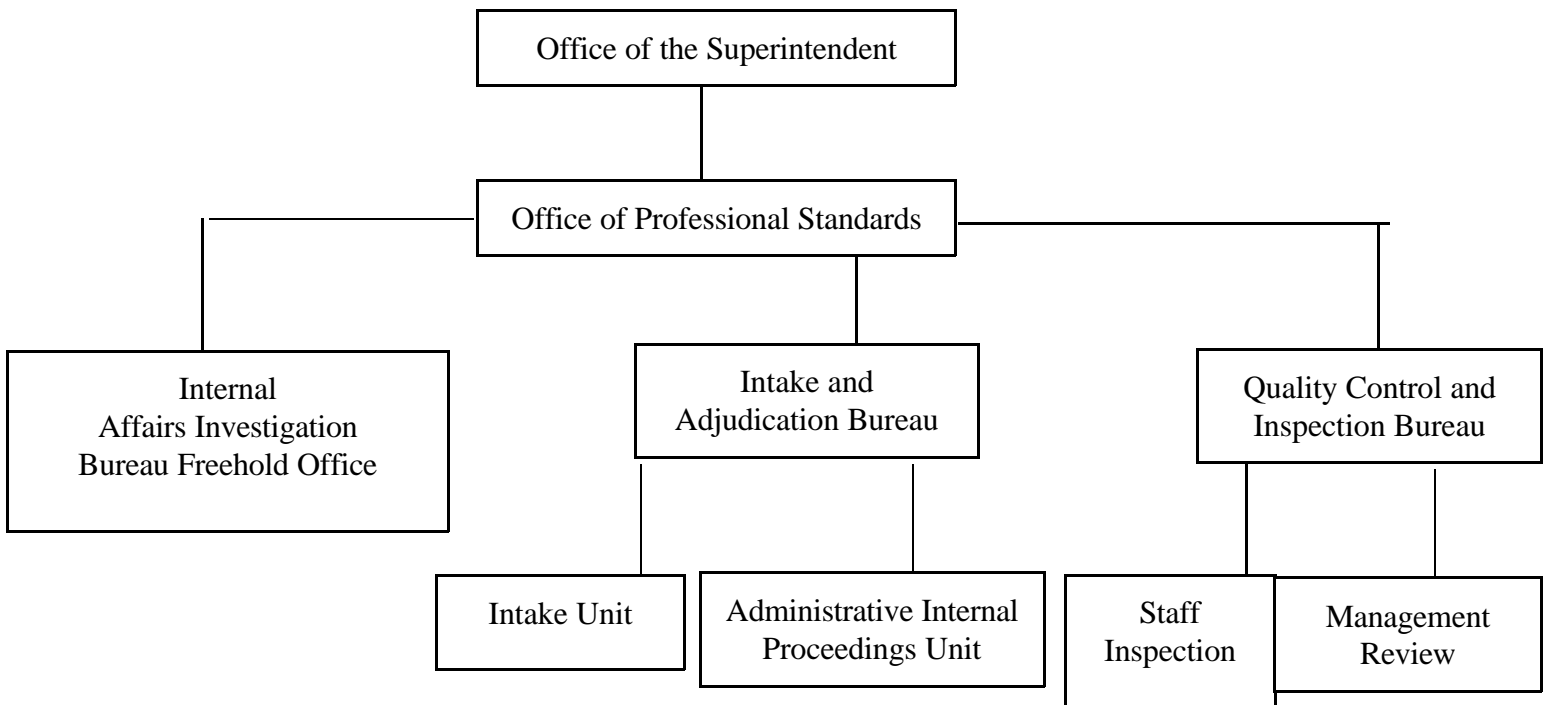 Office of the Superintendent
Office of Professional Standards
Internal
Affairs Investigation
Bureau Freehold Office
Intake and
Adjudication Bureau
Quality Control and
Inspection Bureau
Intake Unit
Administrative Internal
Proceedings Unit
Staff
Inspection
Management
Review